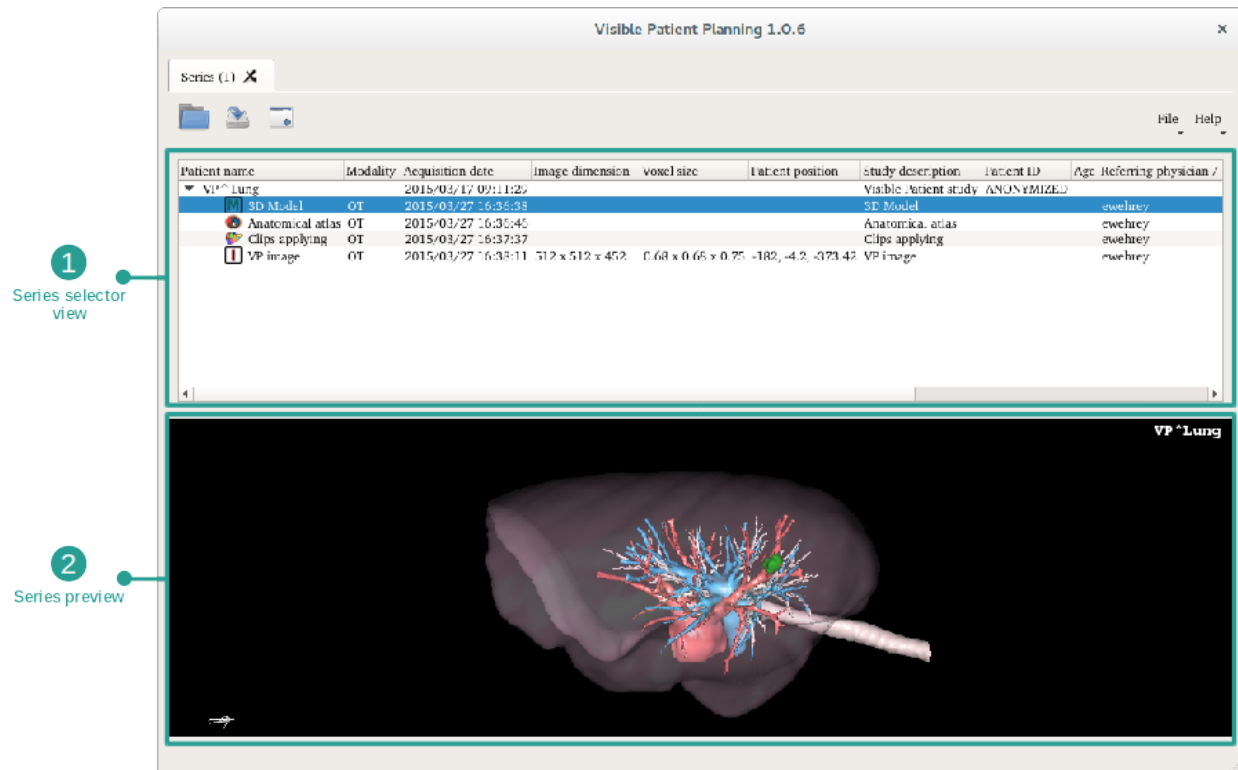 Visible Patient Planning 1.0.6
Series (1)
File Help
Patient name Modality Acquisition date Image dimension Voxel size Patient position Study description Patient ID Age Referring physician /
VP^Lung 2015/03/17 09:11:29 Visible Patient study ANONYMIZED
M 3D Model OT 2015/03/27 16:36:38 3D Model ewehrey
Anatomical atlas OT 2015/03/27 16:36:46 Anatomical atlas ewehrey
Clips applying OT 2015/03/27 16:37:37 Clips applying ewehrey
I VP image OT 2015/03/27 16:38:11 512 x 512 x 452 0.68 x 0.68 x 0.75 -182, -4.2, -373.42 VP image ewehrey
1
Series selector
view
VP^Lung
2
Series preview